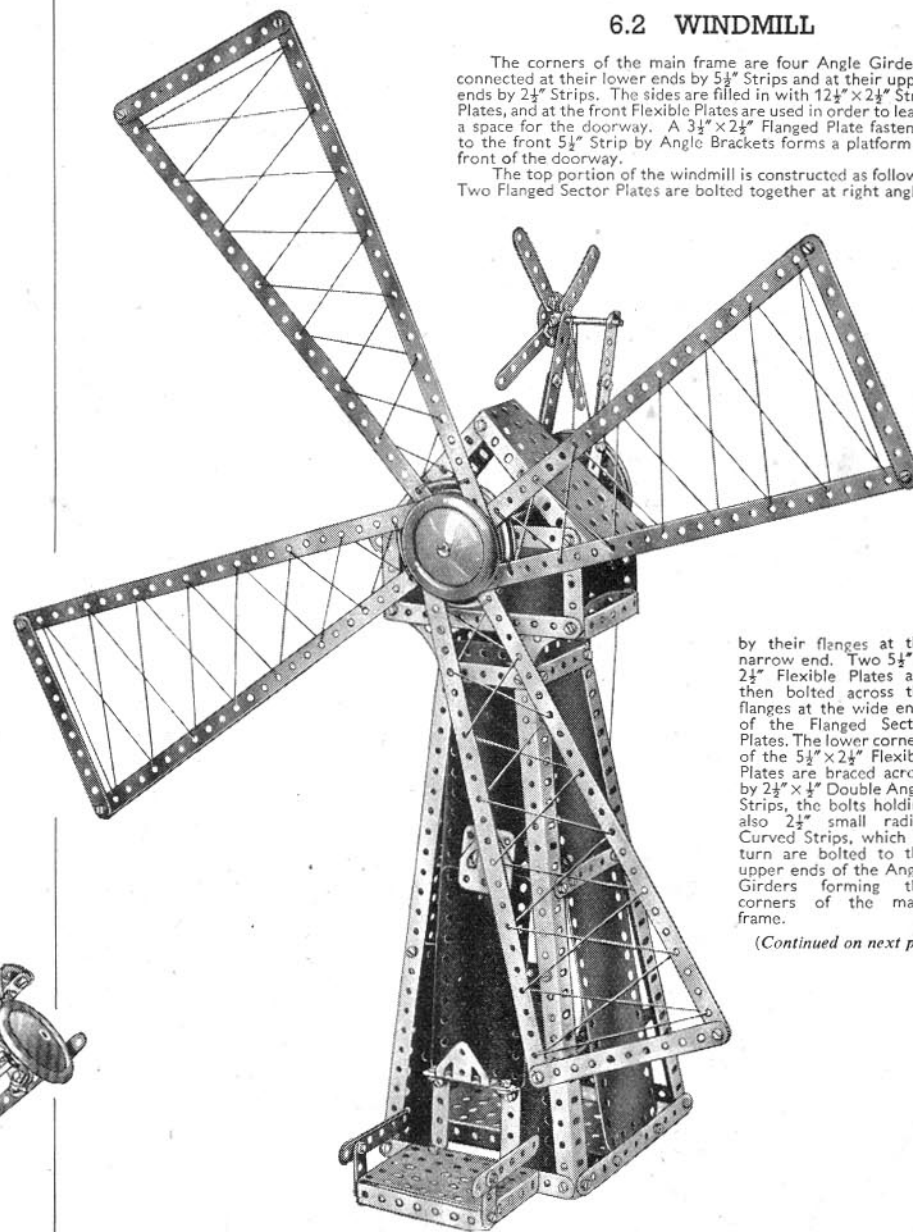 6.2 WINDMILL
The corners of the main frame are four Angle Girde
connected at their lower ends by 5½″ Strips and at their upp
ends by 2½″ Strips. The sides are filled in with 12½″ × 2½″ Str
Plates, and at the front Flexible Plates are used in order to lea
a space for the doorway. A 3½″ × 2½″ Flanged Plate fasten
to the front 5½″ Strip by Angle Brackets forms a platform
front of the doorway.
The top portion of the windmill is constructed as follow
Two Flanged Sector Plates are bolted together at right angl
by their flanges at th
narrow end. Two 5½″
2½″ Flexible Plates a
then bolted across t
flanges at the wide en
of the Flanged Sect
Plates. The lower corne
of the 5½″ × 2½″ Flexib
Plates are braced acro
by 2½″ × ½″ Double Ang
Strips, the bolts holdin
also 2½″ small radi
Curved Strips, which
turn are bolted to th
upper ends of the Ang
Girders forming th
corners of the ma
frame.
(Continued on next p